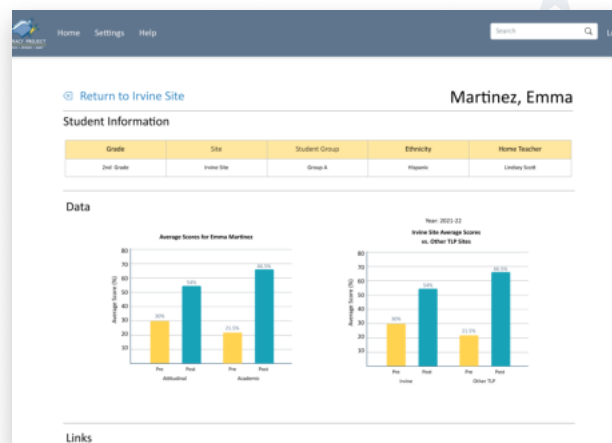 Home Settings Help Search
Return to Irvine Site
Martinez, Emma
Student Information
Grade Site Student Group Ethnicity Home Teacher
2nd Grade Irvine Site Group A Hispanic Lindsay Scott
Data
Average Scores for Emma Martinez
Average Score (%)
80
70
60
50
40
30
20
10
30%
54%
21.5%
66.5%
Pre Post Pre Post
Attitudinal Academic
Year: 2021-22
Irvine Site Average Scores
vs. Other TLP Sites
Average Score (%)
80
70
60
50
40
30
20
10
30%
54%
21.5%
66.5%
Pre Post Pre Post
Irvine Other TLP
Links